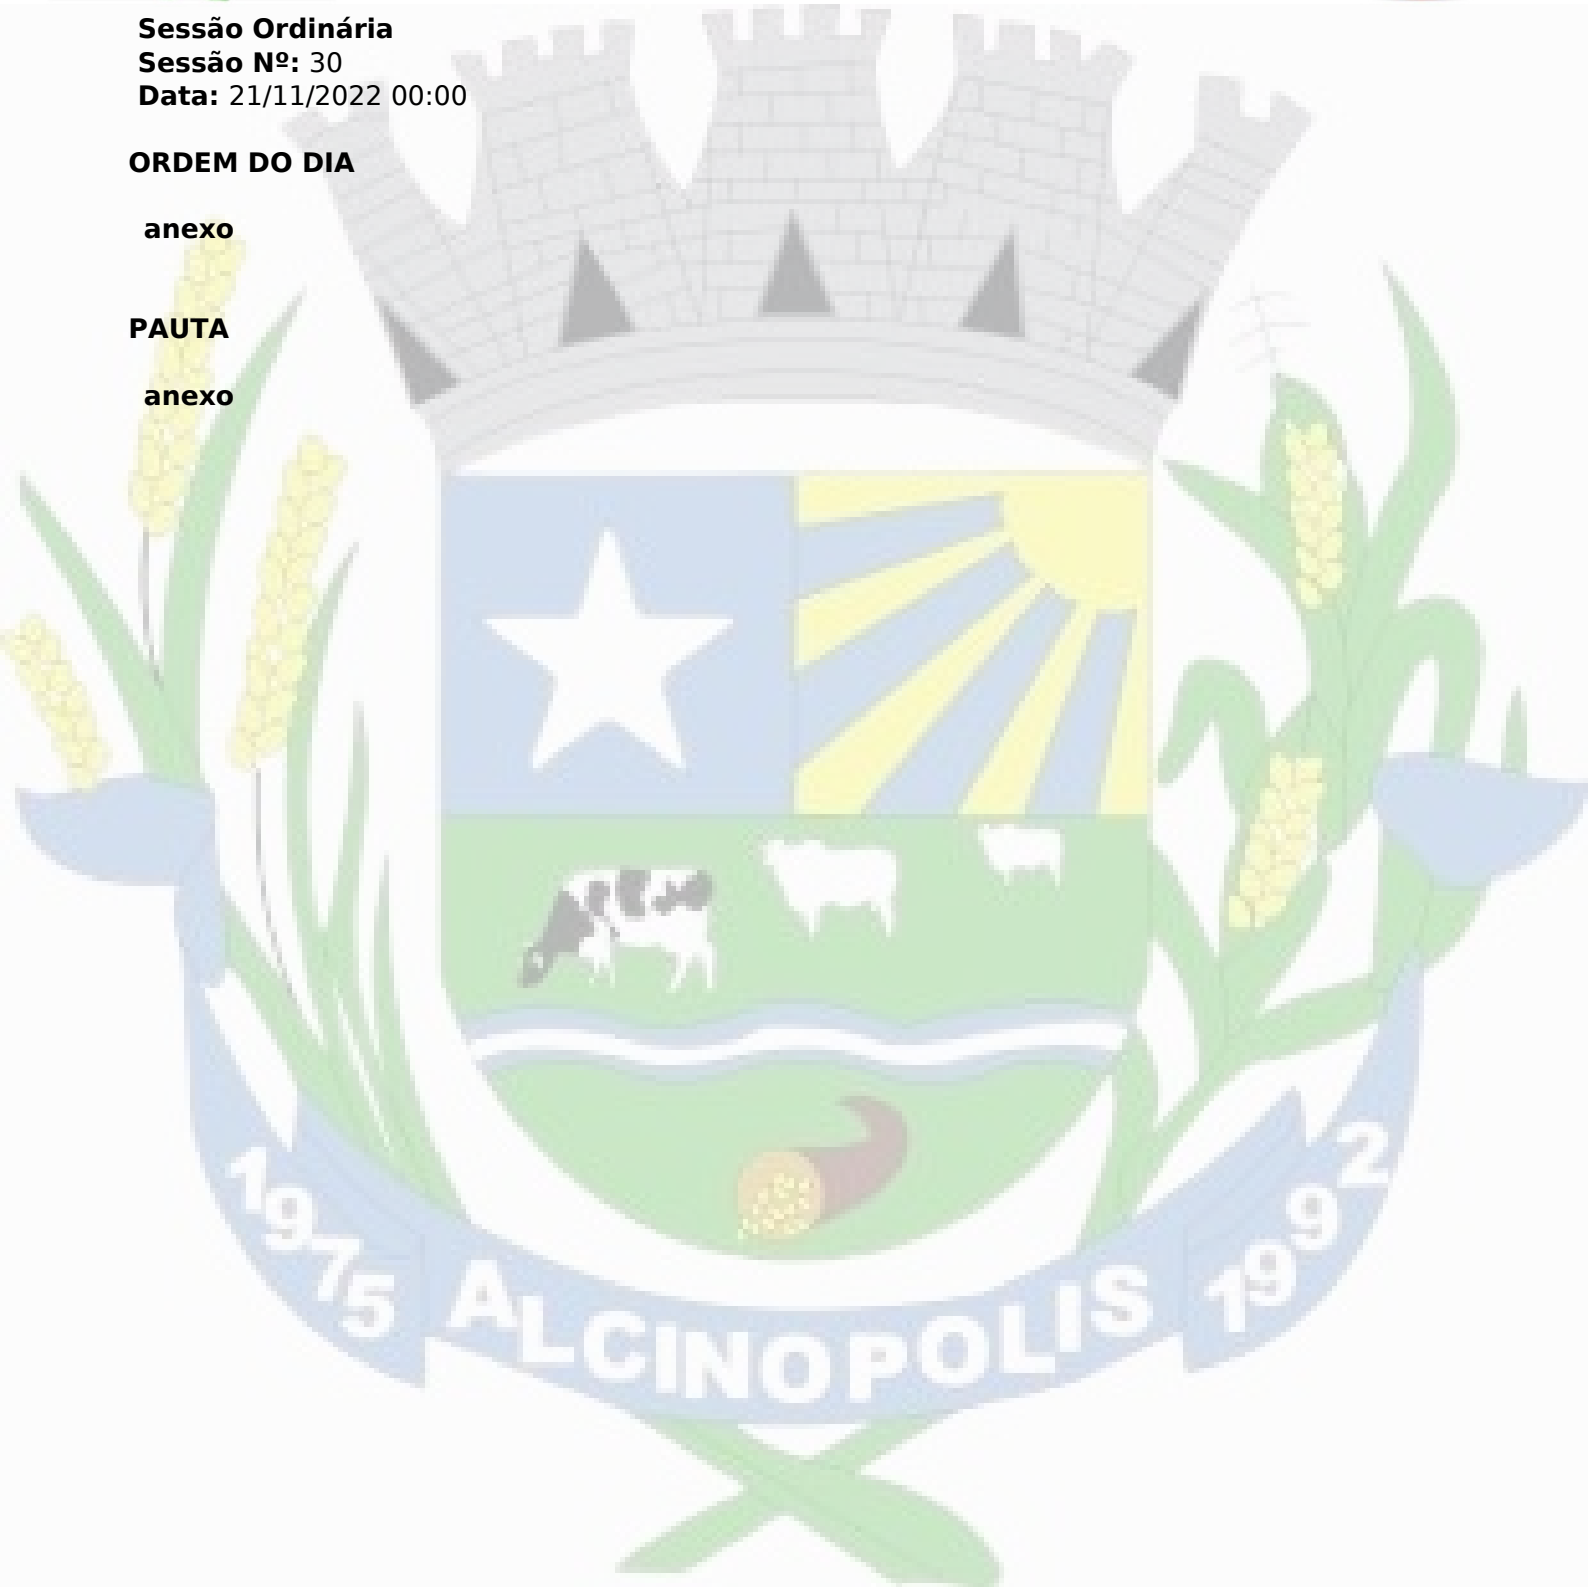 Sessão Ordinária
Sessão Nº: 30
Data: 21/11/2022 00:00
ORDEM DO DIA
anexo
PAUTA
anexo
1975 ALCINOPOLIS 1992